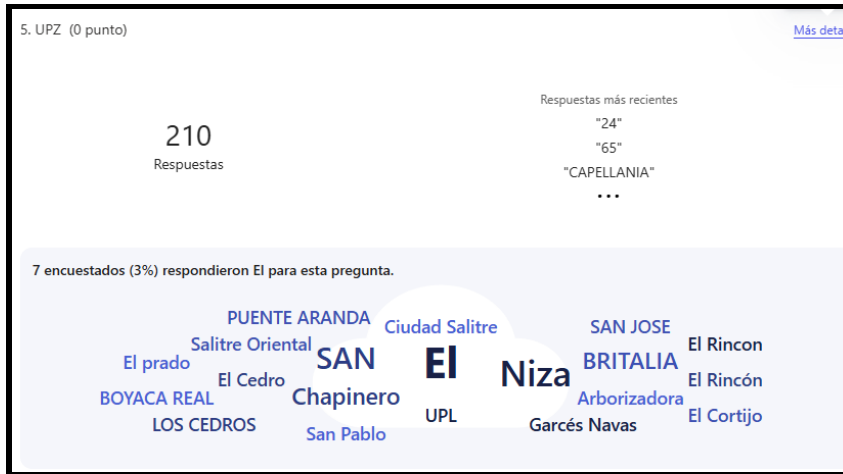 5. UPZ (0 punto)
Más deta
210
Respuestas
Respuestas más recientes
"24"
"65"
"CAPELLANIA"
...
7 encuestados (3%) respondieron El para esta pregunta.
PUENTE ARANDA
Ciudad Salitre
SAN JOSE
Salitre Oriental
El Rincon
El prado
SAN
El
Niza
BRITALIA
El Cedro
El Rincón
BOYACA REAL
Chapinero
Arborizadora
LOS CEDROS
UPL
Garcés Navas
El Cortijo
San Pablo